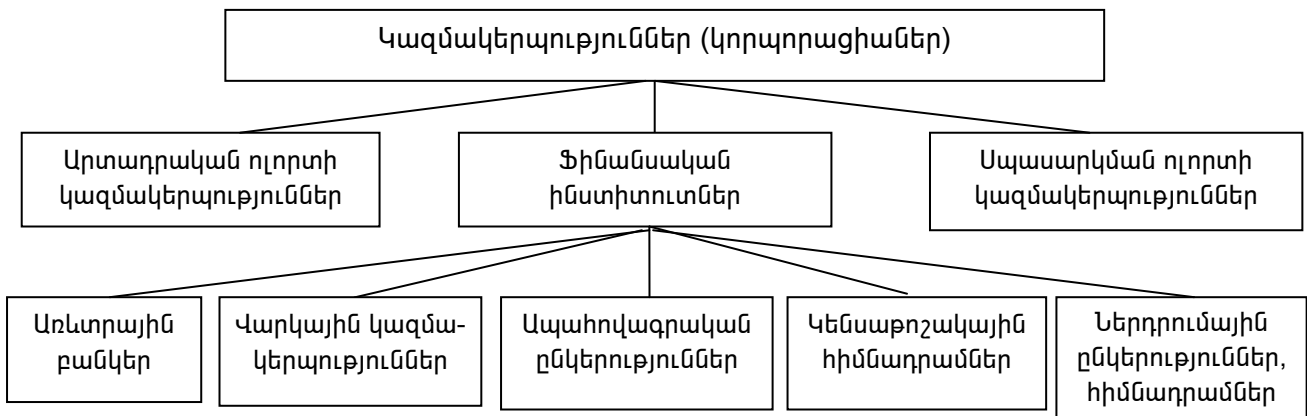 Կազմակերպություններ (կորպորացիաներ)
Արտադրական ոլորտի
կազմակերպություններ
Ֆինանսական
ինստիտուտներ
Սպասարկման ոլորտի
կազմակերպություններ
Առևտրային
բանկեր
Վարկային կազմա-
կերպություններ
Ապահովագրական
ընկերություններ
Կենսաթոշակային
հիմնադրամներ
Ներդրումային
ընկերություններ,
հիմնադրամներ